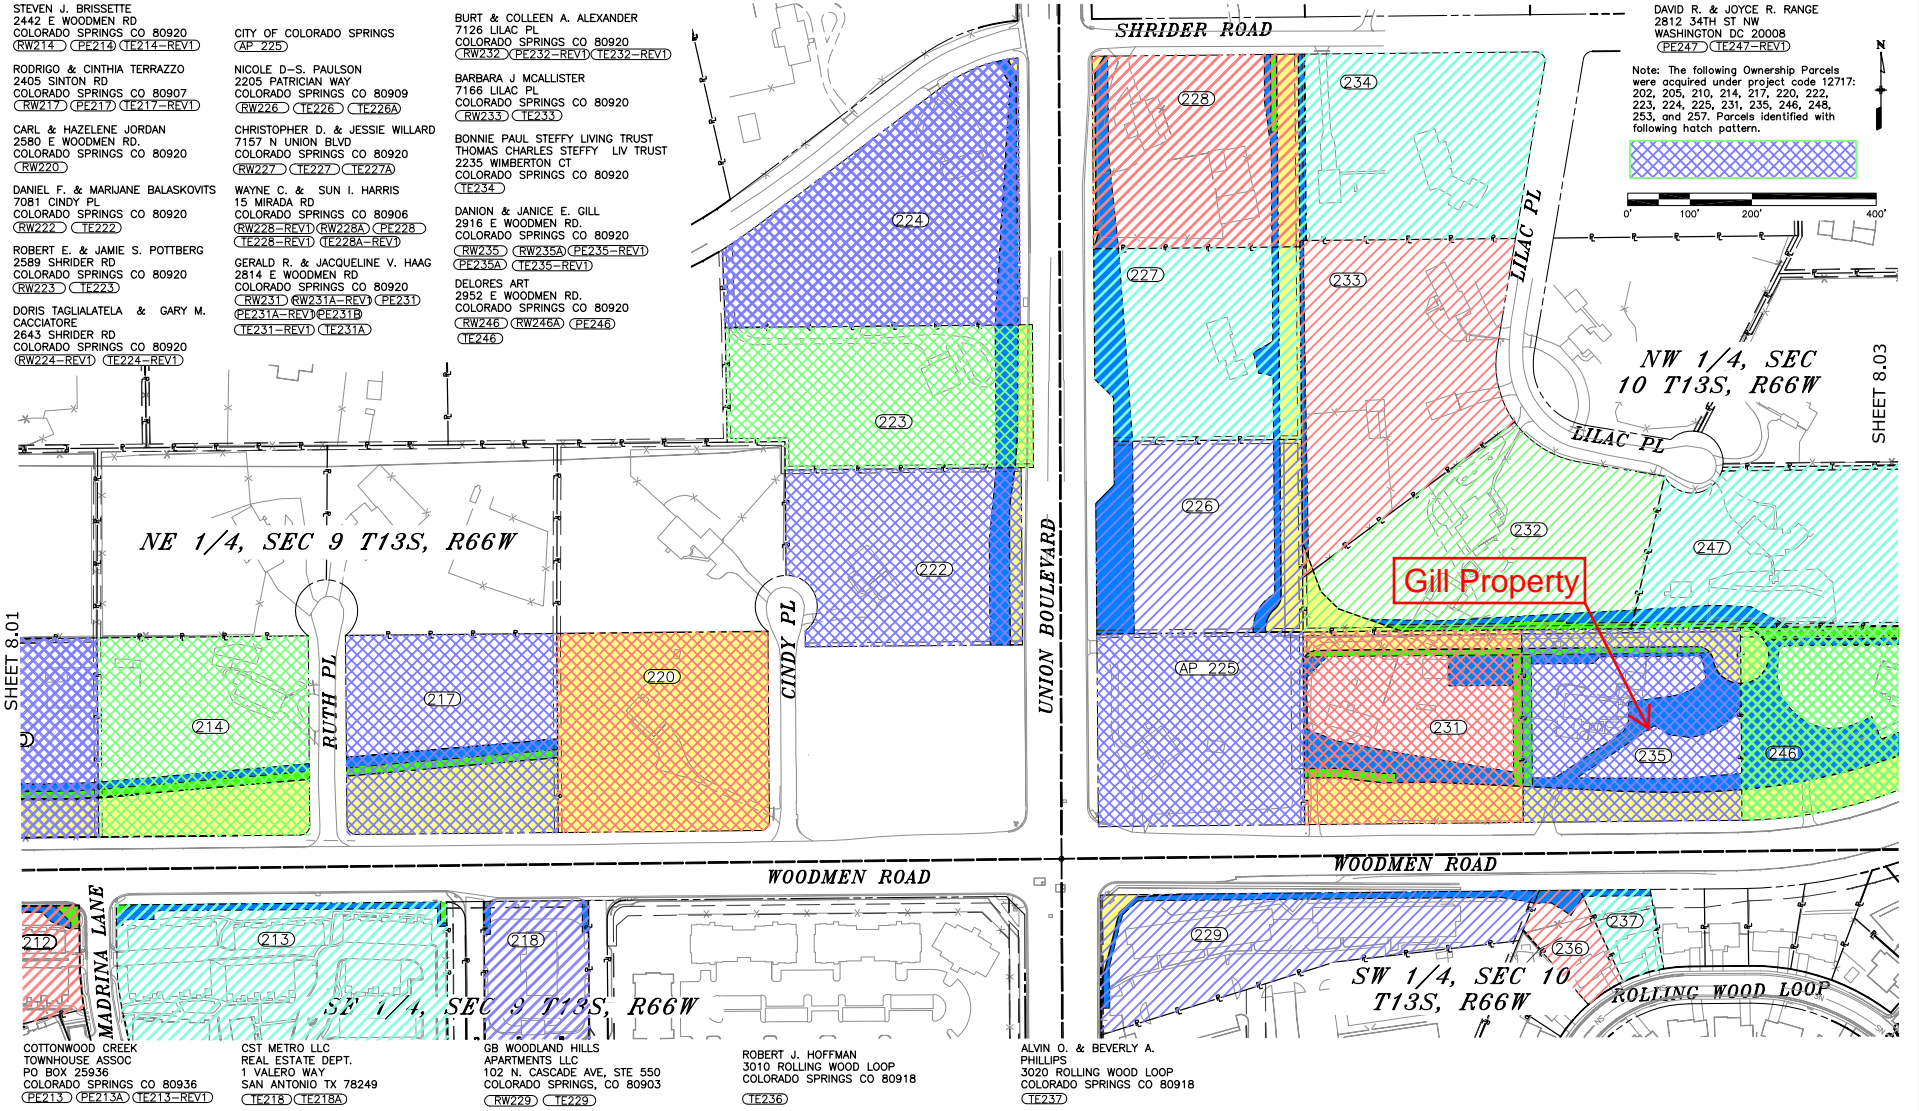 STEVEN J. BRISSETTE
2442 E WOODMEN RD
COLORADO SPRINGS CO 80920
RW214 PE214 TE214-REV1
RODRIGO & CINTHIA TERRAZZO
2405 SINTON RD
COLORADO SPRINGS CO 80907
RW217 PE217 TE217-REV1
CARL & HAZELENE JORDAN
2580 E WOODMEN RD.
COLORADO SPRINGS CO 80920
RW220
DANIEL F. & MARIJANE BALASKOVITS
7081 CINDY PL
COLORADO SPRINGS CO 80920
RW222 TE222
ROBERT E. & JAMIE S. POTTBERG
2589 SHRIDER RD
COLORADO SPRINGS CO 80920
RW223 TE223
DORIS TAGLIALATELA & GARY M.
CACCIATORE
2643 SHRIDER RD
COLORADO SPRINGS CO 80920
RW224-REV1 TE224-REV1
CITY OF COLORADO SPRINGS
AP 225
NICOLE D-S. PAULSON
2205 PATRICIAN WAY
COLORADO SPRINGS CO 80909
RW226 TE226 TE226A
CHRISTOPHER D. & JESSIE WILLARD
7157 N UNION BLVD
COLORADO SPRINGS CO 80920
RW227 TE227 TE227A
WAYNE C. & SUN I. HARRIS
15 MIRADA RD
COLORADO SPRINGS CO 80906
RW228-REV1 RW228A PE228
TE228-REV1 TE228A-REV1
GERALD R. & JACQUELINE V. HAAG
2814 E WOODMEN RD
COLORADO SPRINGS CO 80920
RW231 RW231A-REV1 PE231
PE231A-REV1 PE231B
TE231-REV1 TE231A
BURT & COLLEEN A. ALEXANDER
7126 LILAC PL
COLORADO SPRINGS CO 80920
RW232 PE232-REV1 TE232-REV1
BARBARA J MCALLISTER
7166 LILAC PL
COLORADO SPRINGS CO 80920
RW233 TE233
BONNIE PAUL STEFFY LIVING TRUST
THOMAS CHARLES STEFFY LIV TRUST
2235 WIMBERTON CT
COLORADO SPRINGS CO 80920
TE234
DANION & JANICE E. GILL
2916 E WOODMEN RD.
COLORADO SPRINGS CO 80920
RW235 RW235A PE235-REV1
PE235A TE235-REV1
DELORES ART
2952 E WOODMEN RD.
COLORADO SPRINGS CO 80920
RW246 RW246A PE246
TE246
DAVID R. & JOYCE R. RANGE
2812 34TH ST NW
WASHINGTON DC 20008
PE247 TE247-REV1
N
Note: The following Ownership Parcels
were acquired under project code 12717:
202, 205, 210, 214, 217, 220, 222,
223, 224, 225, 231, 235, 246, 248,
253, and 257. Parcels identified with
following hatch pattern.
0' 100' 200' 400'
SHRIDER ROAD
234
228
224
LILAC PL
227
233
NW 1/4, SEC
10 T13S, R66W
SHEET 8.03
223
LILAC PL
226
232
NE 1/4, SEC 9 T13S, R66W
247
222
UNION BOULEVARD
Gill Property
SHEET 8.01
CINDY PL
RUTH PL
AP 225
220
217
214
231
235
246
WOODMEN ROAD
WOODMEN ROAD
MADRINA LANE
212
213
218
229
236
237
SE 1/4, SEC 9 T13S, R66W
SW 1/4, SEC 10
T13S, R66W
ROLLING WOOD LOOP
COTTONWOOD CREEK
TOWNHOUSE ASSOC
PO BOX 25936
COLORADO SPRINGS CO 80936
PE213 PE213A TE213-REV1
CST METRO LLC
REAL ESTATE DEPT.
1 VALERO WAY
SAN ANTONIO TX 78249
TE218 TE218A
GB WOODLAND HILLS
APARTMENTS LLC
102 N. CASCADE AVE, STE 550
COLORADO SPRINGS, CO 80903
RW229 TE229
ROBERT J. HOFFMAN
3010 ROLLING WOOD LOOP
COLORADO SPRINGS CO 80918
TE236
ALVIN O. & BEVERLY A.
PHILLIPS
3020 ROLLING WOOD LOOP
COLORADO SPRINGS CO 80918
TE237